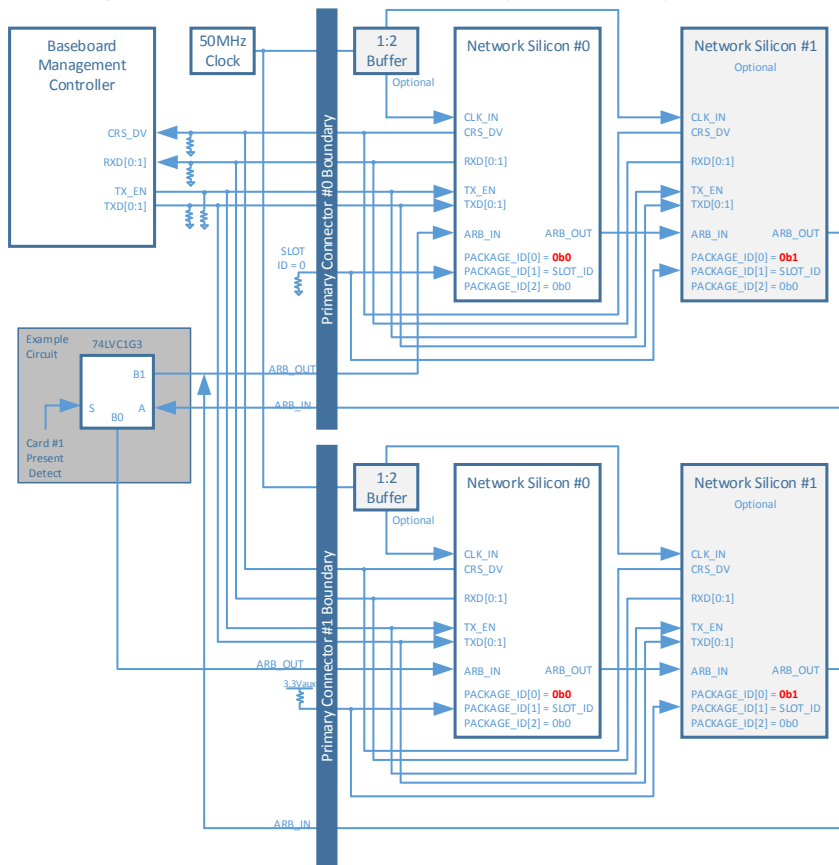 Baseboard
Management
Controller
CRS_DV
RXD[0:1]
TX_EN
TXD[0:1]
50MHz
Clock
Primary Connector #0 Boundary
1:2
Buffer
Optional
Network Silicon #0
CLK_IN
CRS_DV
RXD[0:1]
TX_EN
TXD[0:1]
ARB_IN
ARB_OUT
PACKAGE_ID[0] = 0b0
PACKAGE_ID[1] = SLOT_ID
PACKAGE_ID[2] = 0b0
Network Silicon #1
Optional
CLK_IN
CRS_DV
RXD[0:1]
TX_EN
TXD[0:1]
ARB_IN
ARB_OUT
PACKAGE_ID[0] = 0b1
PACKAGE_ID[1] = SLOT_ID
PACKAGE_ID[2] = 0b0
SLOT
ID = 0
Example
Circuit
74LVC1G3
B1
S
A
B0
Card #1
Present
Detect
ARB_OUT
ARB_IN
Primary Connector #1 Boundary
1:2
Buffer
Optional
Network Silicon #0
CLK_IN
CRS_DV
RXD[0:1]
TX_EN
TXD[0:1]
ARB_IN
ARB_OUT
PACKAGE_ID[0] = 0b0
PACKAGE_ID[1] = SLOT_ID
PACKAGE_ID[2] = 0b0
Network Silicon #1
Optional
CLK_IN
CRS_DV
RXD[0:1]
TX_EN
TXD[0:1]
ARB_IN
ARB_OUT
PACKAGE_ID[0] = 0b1
PACKAGE_ID[1] = SLOT_ID
PACKAGE_ID[2] = 0b0
ARB_OUT
3.3Vaux
ARB_IN